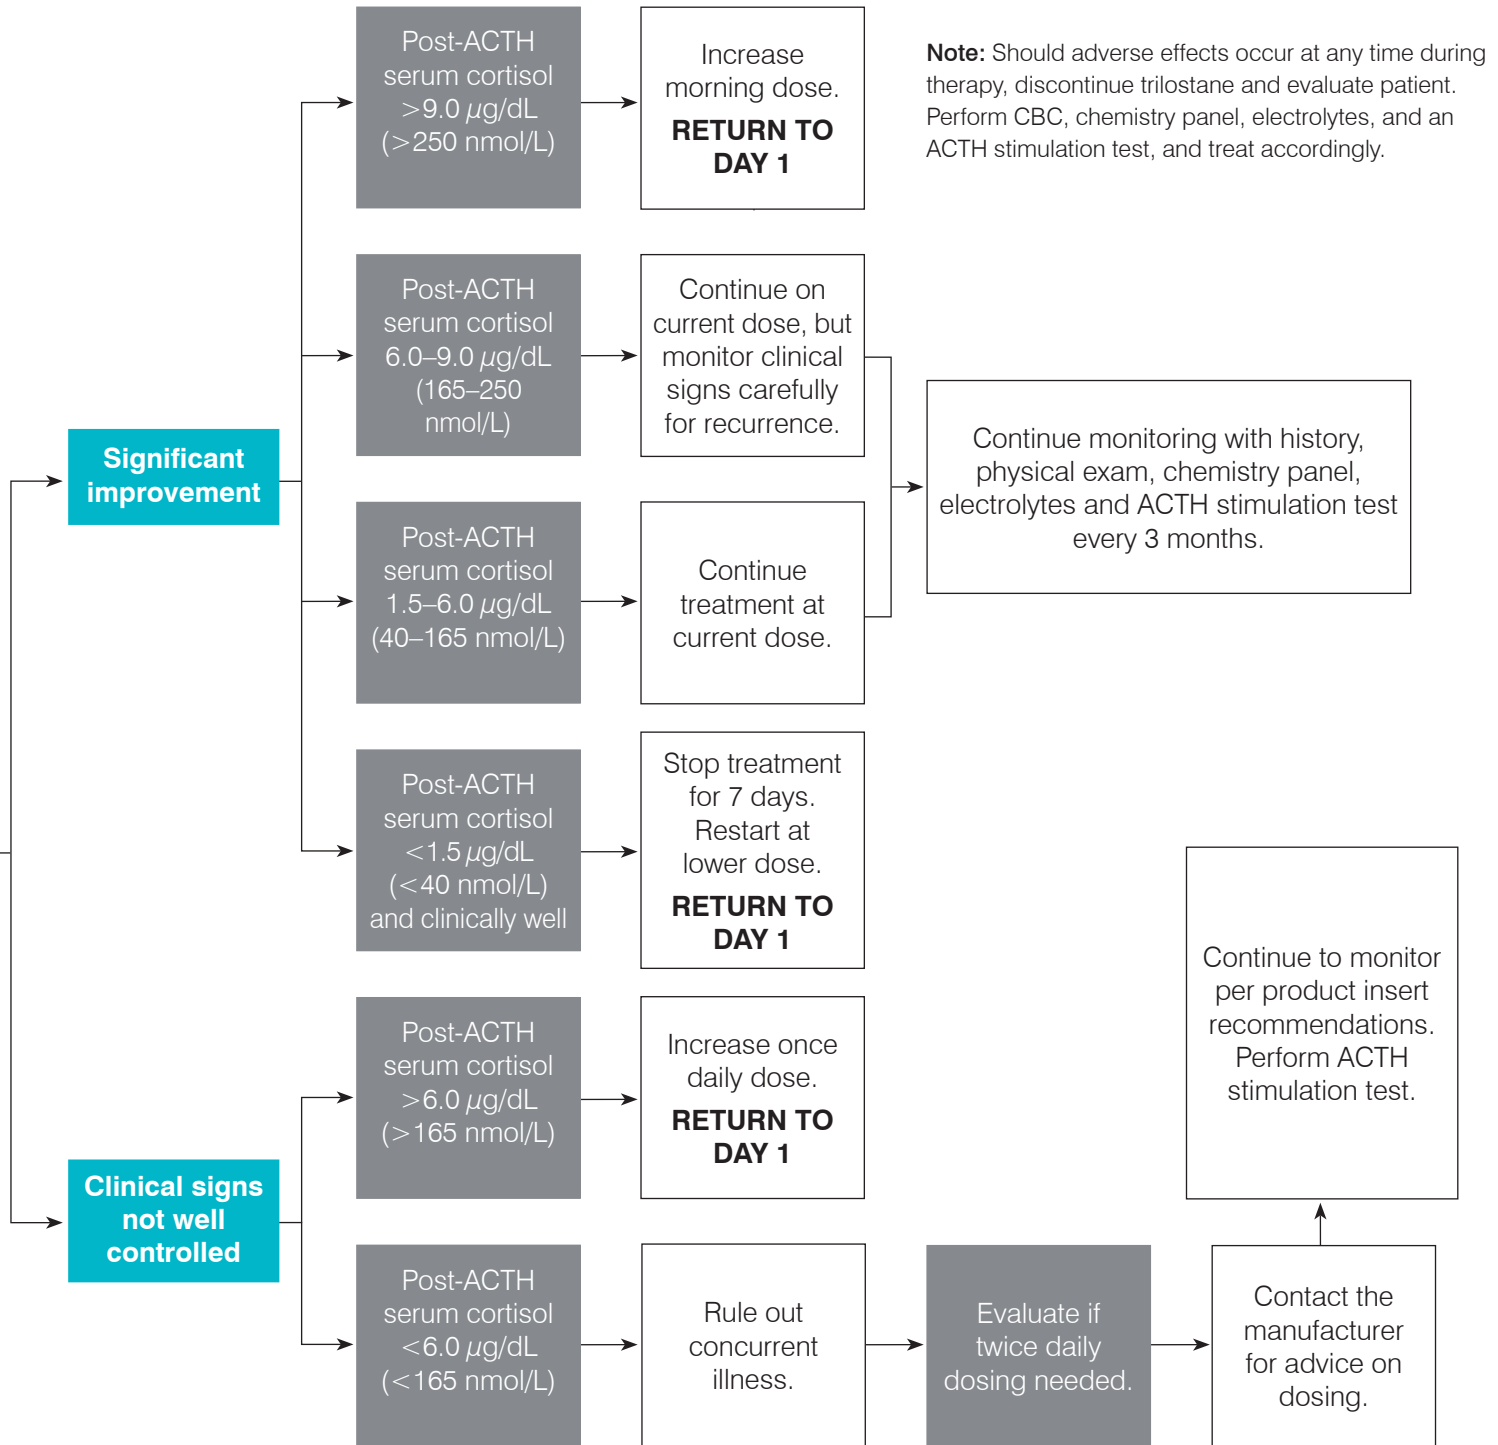 Post-ACTH
serum cortisol
>9.0 µg/dL
(>250 nmol/L)
Increase
morning dose.
RETURN TO
DAY 1
Note: Should adverse effects occur at any time during
therapy, discontinue trilostane and evaluate patient.
Perform CBC, chemistry panel, electrolytes, and an
ACTH stimulation test, and treat accordingly.
Significant
improvement
Post-ACTH
serum cortisol
6.0–9.0 µg/dL
(165–250
nmol/L)
Continue on
current dose, but
monitor clinical
signs carefully
for recurrence.
Post-ACTH
serum cortisol
1.5–6.0 µg/dL
(40–165 nmol/L)
Continue
treatment at
current dose.
Continue monitoring with history,
physical exam, chemistry panel,
electrolytes and ACTH stimulation test
every 3 months.
Post-ACTH
serum cortisol
<1.5 µg/dL
(<40 nmol/L)
and clinically well
Stop treatment
for 7 days.
Restart at
lower dose.
RETURN TO
DAY 1
Clinical signs
not well
controlled
Post-ACTH
serum cortisol
>6.0 µg/dL
(>165 nmol/L)
Increase once
daily dose.
RETURN TO
DAY 1
Post-ACTH
serum cortisol
<6.0 µg/dL
(<165 nmol/L)
Rule out
concurrent
illness.
Evaluate if
twice daily
dosing needed.
Contact the
manufacturer
for advice on
dosing.
Continue to monitor
per product insert
recommendations.
Perform ACTH
stimulation test.